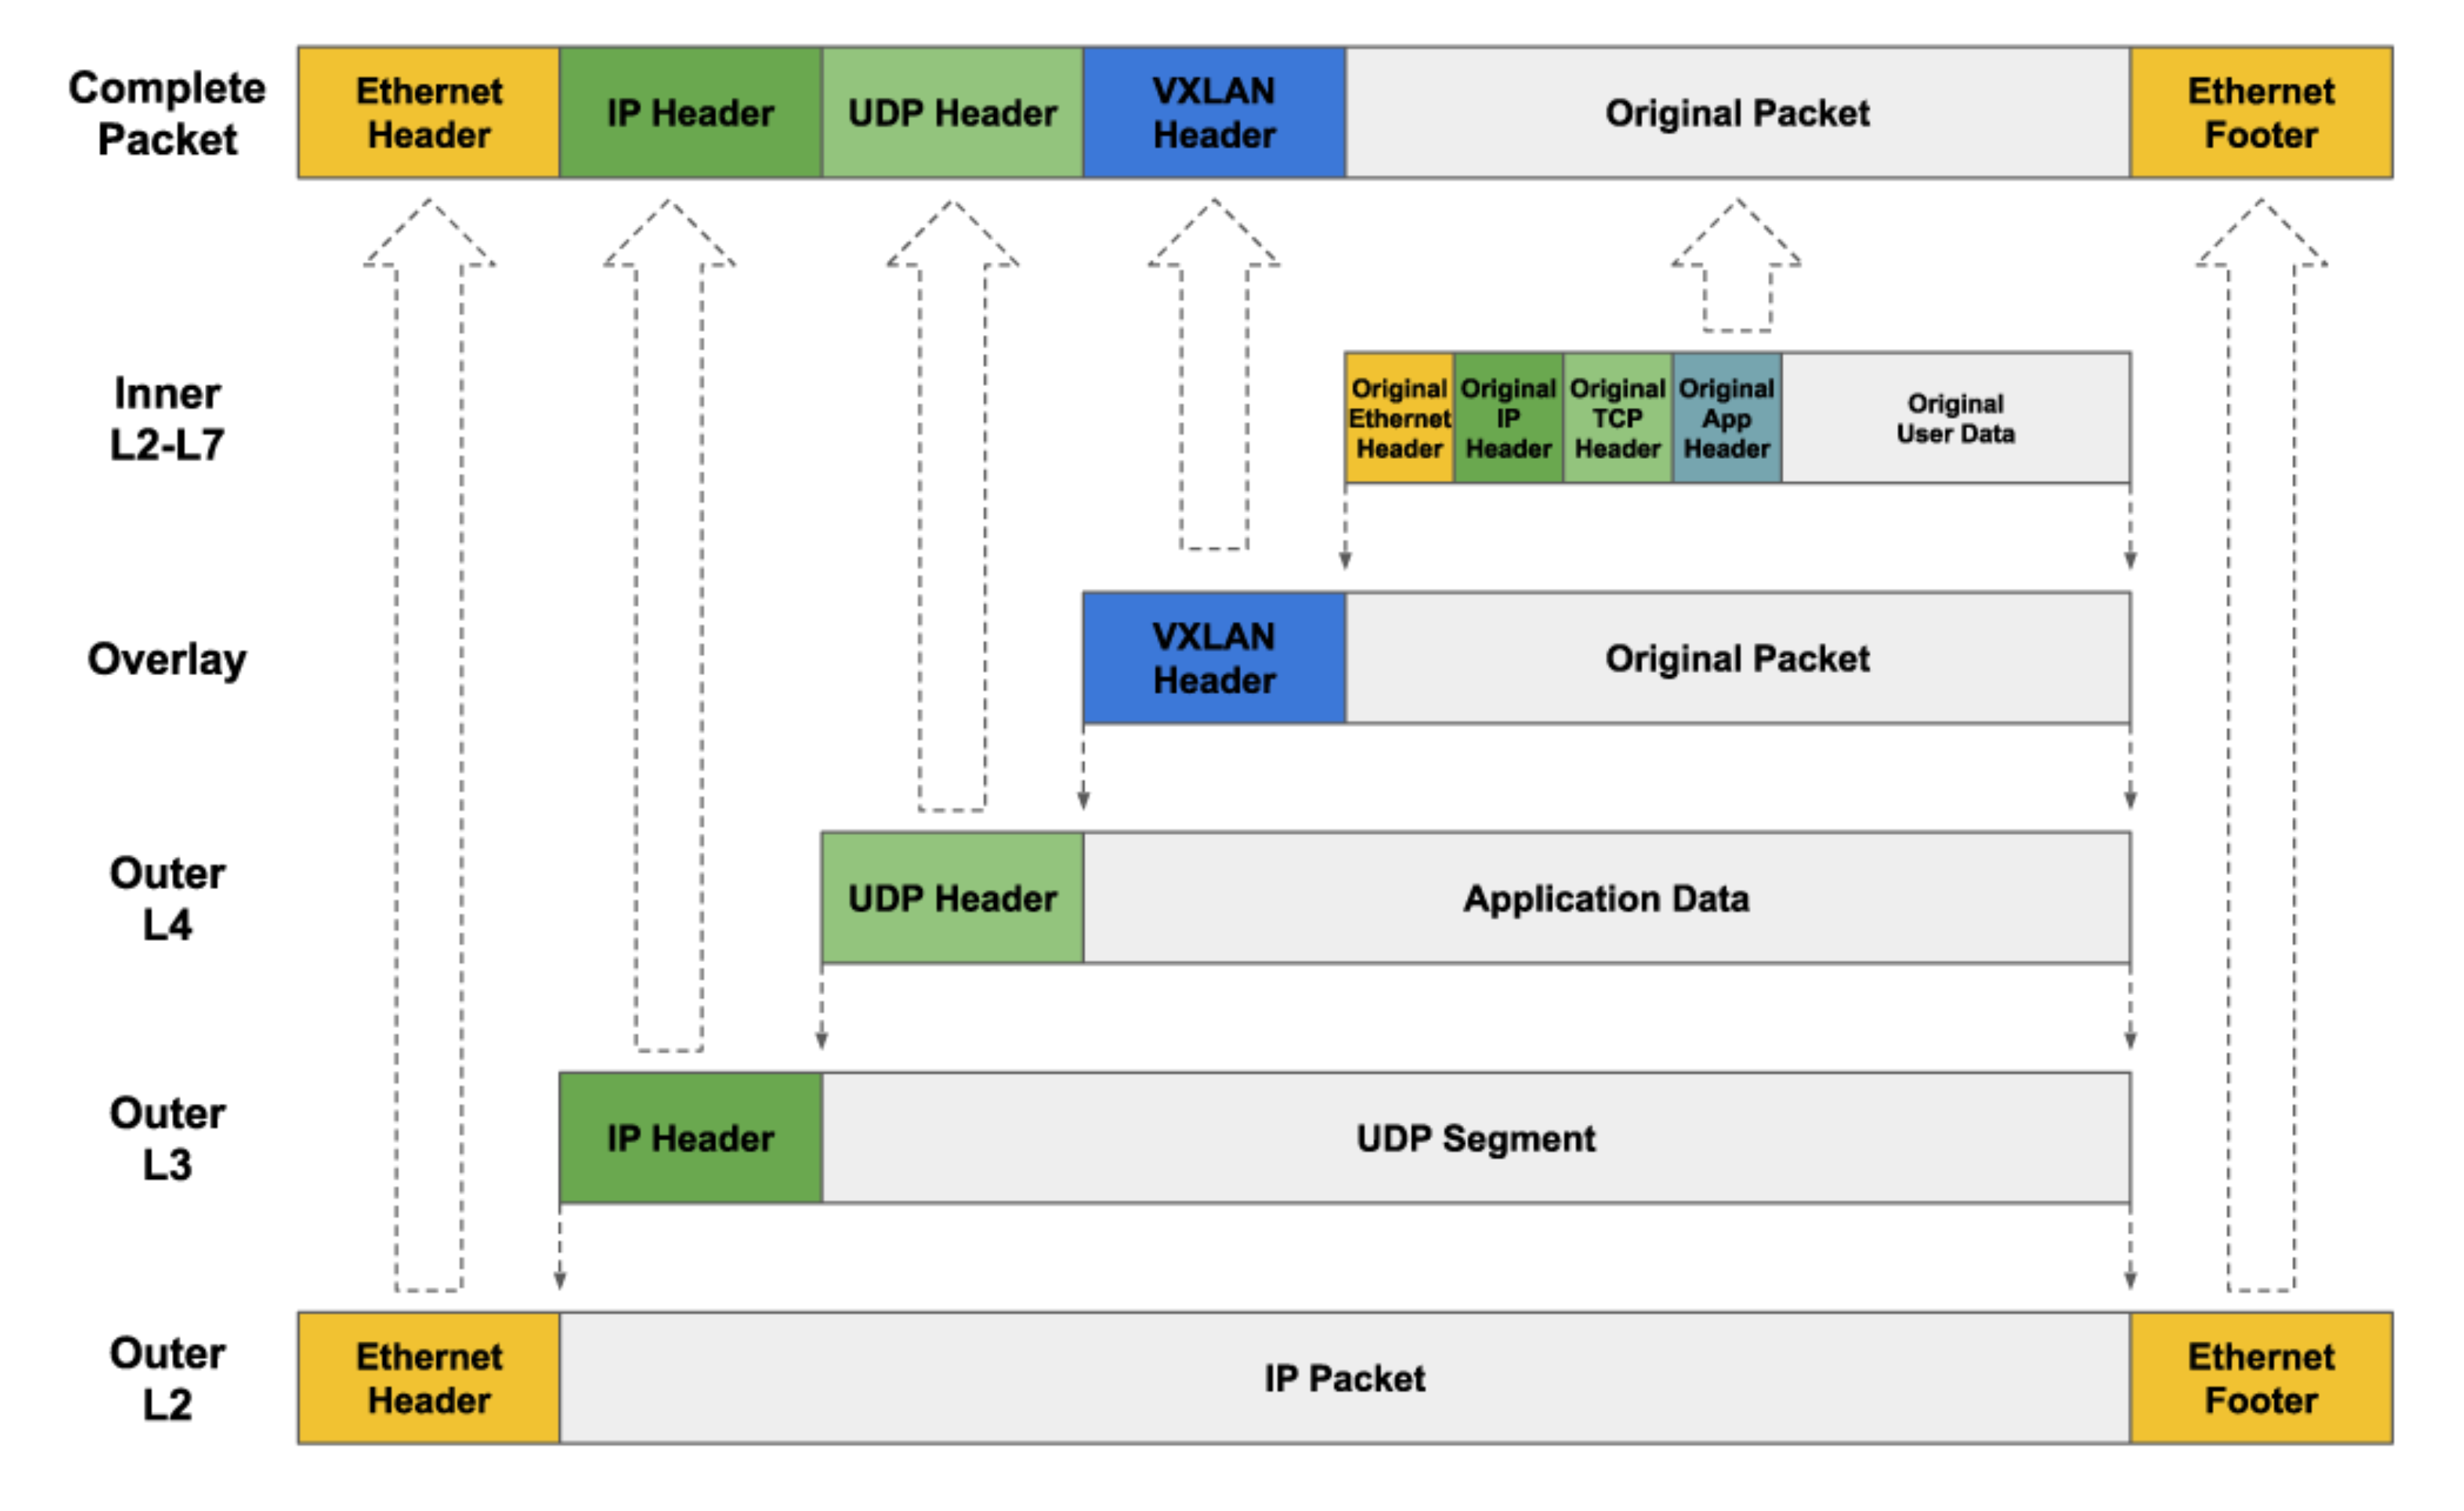 Complete
Packet
Ethernet
Header
IP Header
UDP Header
VXLAN
Header
Original Packet
Ethernet
Footer
Inner
L2-L7
Original
Ethernet
Header
Original
IP
Header
Original
TCP
Header
Original
App
Header
Original
User Data
Overlay
VXLAN
Header
Original Packet
Outer
L4
UDP Header
Application Data
Outer
L3
IP Header
UDP Segment
Outer
L2
Ethernet
Header
IP Packet
Ethernet
Footer